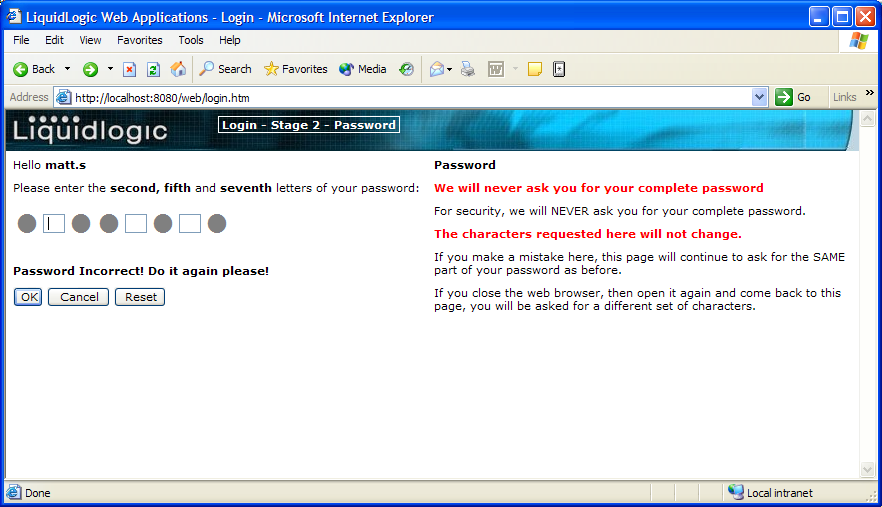 LiquidLogic Web Applications - Login - Microsoft Internet Explorer
File Edit View Favorites Tools Help
Back Search Favorites Media
Address http://localhost:8080/web/login.htm Go Links »
Liquidlogic Login - Stage 2 - Password
Hello matt.s
Please enter the second, fifth and seventh letters of your password:
Password Incorrect! Do it again please!
OK Cancel Reset
Password
We will never ask you for your complete password
For security, we will NEVER ask you for your complete password.
The characters requested here will not change.
If you make a mistake here, this page will continue to ask for the SAME
part of your password as before.
If you close the web browser, then open it again and come back to this
page, you will be asked for a different set of characters.
Done Local intranet